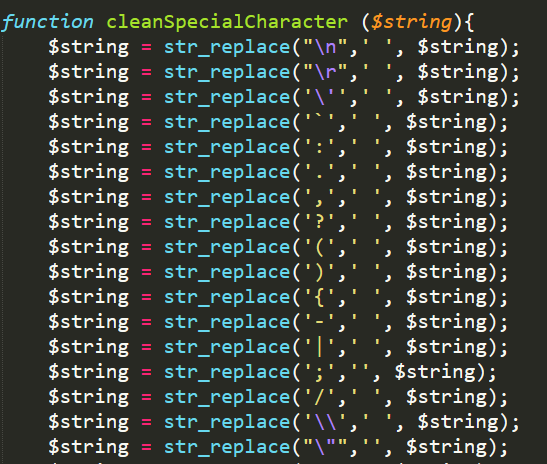 function cleanSpecialCharacter ($string){
$string = str_replace("\n",' ', $string);
$string = str_replace("\r",' ', $string);
$string = str_replace('\'',' ', $string);
$string = str_replace('`',' ', $string);
$string = str_replace(':',' ', $string);
$string = str_replace('.',' ', $string);
$string = str_replace(',',' ', $string);
$string = str_replace('?',' ', $string);
$string = str_replace('(',' ', $string);
$string = str_replace(')',' ', $string);
$string = str_replace('{',' ', $string);
$string = str_replace('-',' ', $string);
$string = str_replace('|',' ', $string);
$string = str_replace(';','', $string);
$string = str_replace('/',' ', $string);
$string = str_replace('\\',' ', $string);
$string = str_replace("\"",'', $string);